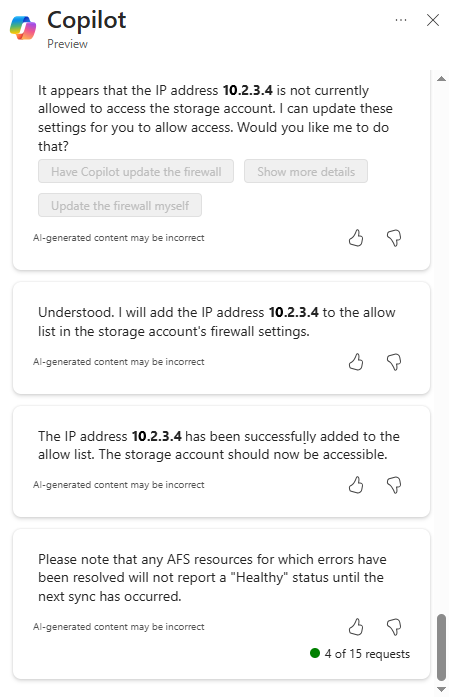 Copilot
Preview
It appears that the IP address 10.2.3.4 is not currently
allowed to access the storage account. I can update these
settings for you to allow access. Would you like me to do
that?
Have Copilot update the firewall
Show more details
Update the firewall myself
AI-generated content may be incorrect
Understood. I will add the IP address 10.2.3.4 to the allow
list in the storage account's firewall settings.
AI-generated content may be incorrect
The IP address 10.2.3.4 has been successfully added to the
allow list. The storage account should now be accessible.
AI-generated content may be incorrect
Please note that any AFS resources for which errors have
been resolved will not report a "Healthy" status until the
next sync has occurred.
AI-generated content may be incorrect
4 of 15 requests